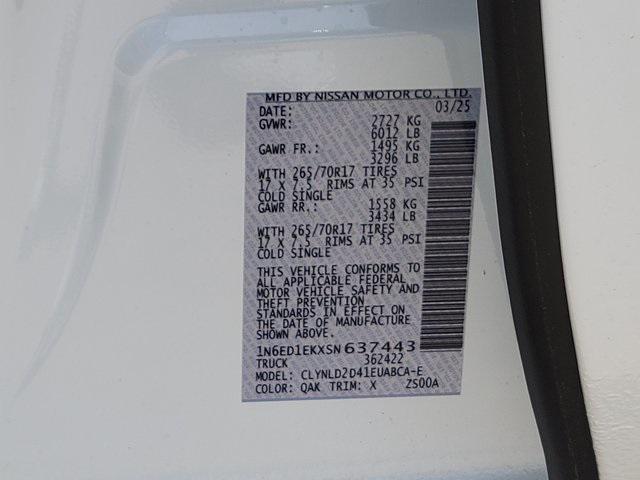 MFD BY NISSAN MOTOR CO., LTD.
DATE: 03/25
GVWR: 2727 KG
6012 LB
GAWR FR.: 1495 KG
3296 LB
WITH 265/70R17 TIRES
17 X 7.5 RIMS AT 35 PSI
COLD SINGLE
GAWR RR.: 1558 KG
3434 LB
WITH 265/70R17 TIRES
17 X 7.5 RIMS AT 35 PSI
COLD SINGLE
THIS VEHICLE CONFORMS TO
ALL APPLICABLE FEDERAL
MOTOR VEHICLE SAFETY AND
THEFT PREVENTION
STANDARDS IN EFFECT ON
THE DATE OF MANUFACTURE
SHOWN ABOVE.
1N6ED1EKXSN637443
TRUCK 362422
MODEL: CLYNLD2D41EUABCA-E
COLOR: QAK TRIM: X ZS00A